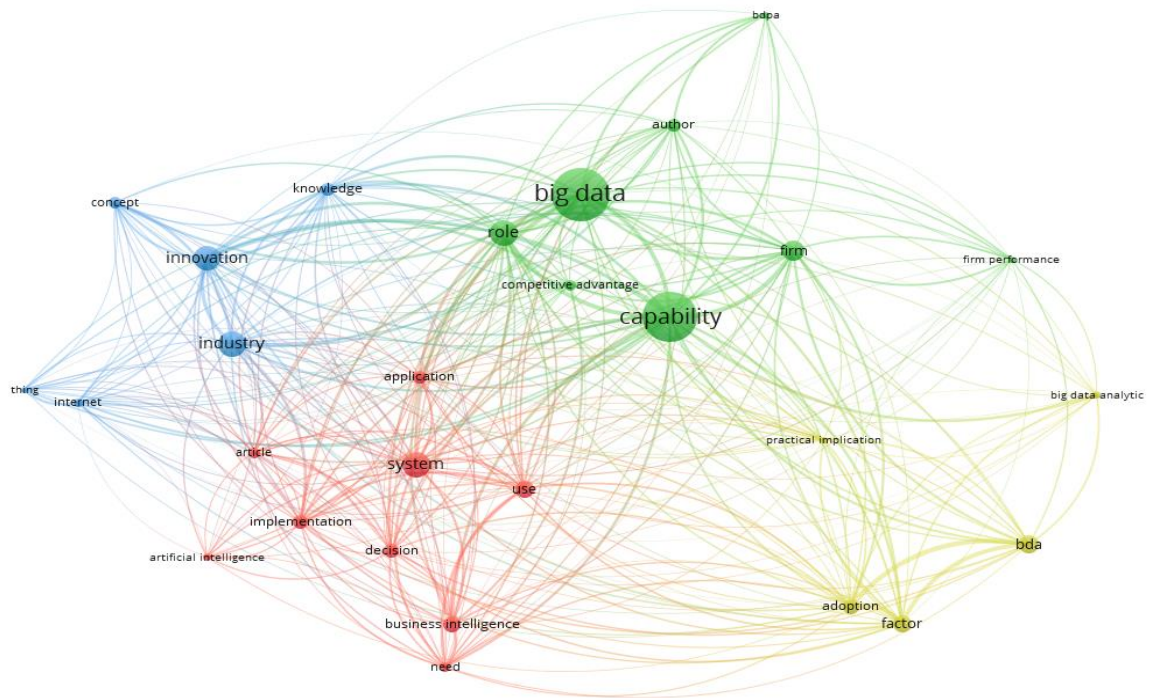 bdpa
author
knowledge
big data
concept
role
innovation
firm
firm performance
competitive advantage
capability
industry
application
thing
internet
big data analytic
practical implication
article
system
use
implementation
bda
decision
artificial intelligence
adoption
business intelligence
factor
need